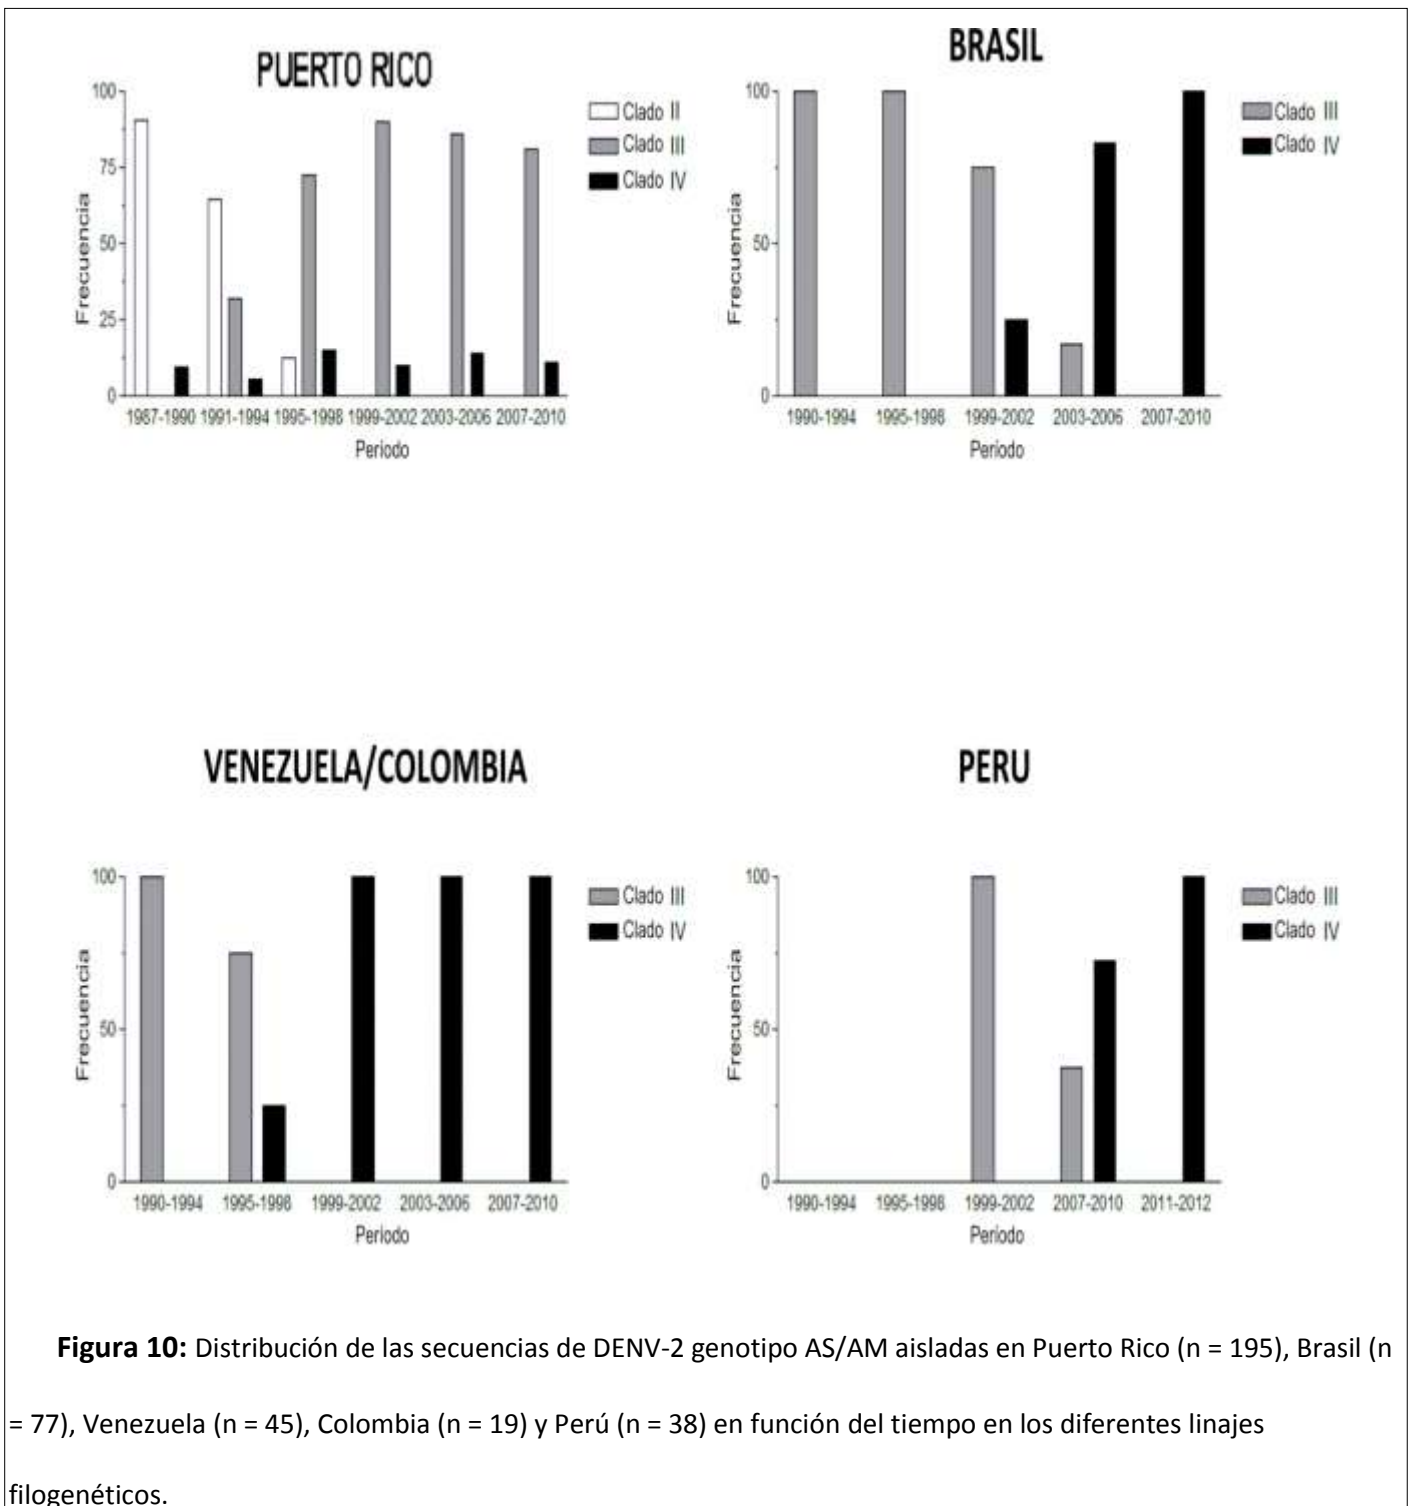 PUERTO RICO
100
75
50
25
0
Frecuencia
1987-1990 1991-1994 1995-1998 1999-2002 2003-2006 2007-2010
Período
Clado II
Clado III
Clado IV
BRASIL
100
50
0
Frecuencia
1990-1994 1995-1998 1999-2002 2003-2006 2007-2010
Período
Clado III
Clado IV
VENEZUELA/COLOMBIA
100
50
0
Frecuencia
1990-1994 1995-1998 1999-2002 2003-2006 2007-2010
Período
Clado III
Clado IV
PERU
100
50
0
Frecuencia
1990-1994 1995-1998 1999-2002 2007-2010 2011-2012
Período
Clado III
Clado IV
Figura 10: Distribución de las secuencias de DENV-2 genotipo AS/AM aisladas en Puerto Rico (n = 195), Brasil (n
= 77), Venezuela (n = 45), Colombia (n = 19) y Perú (n = 38) en función del tiempo en los diferentes linajes
filogenéticos.